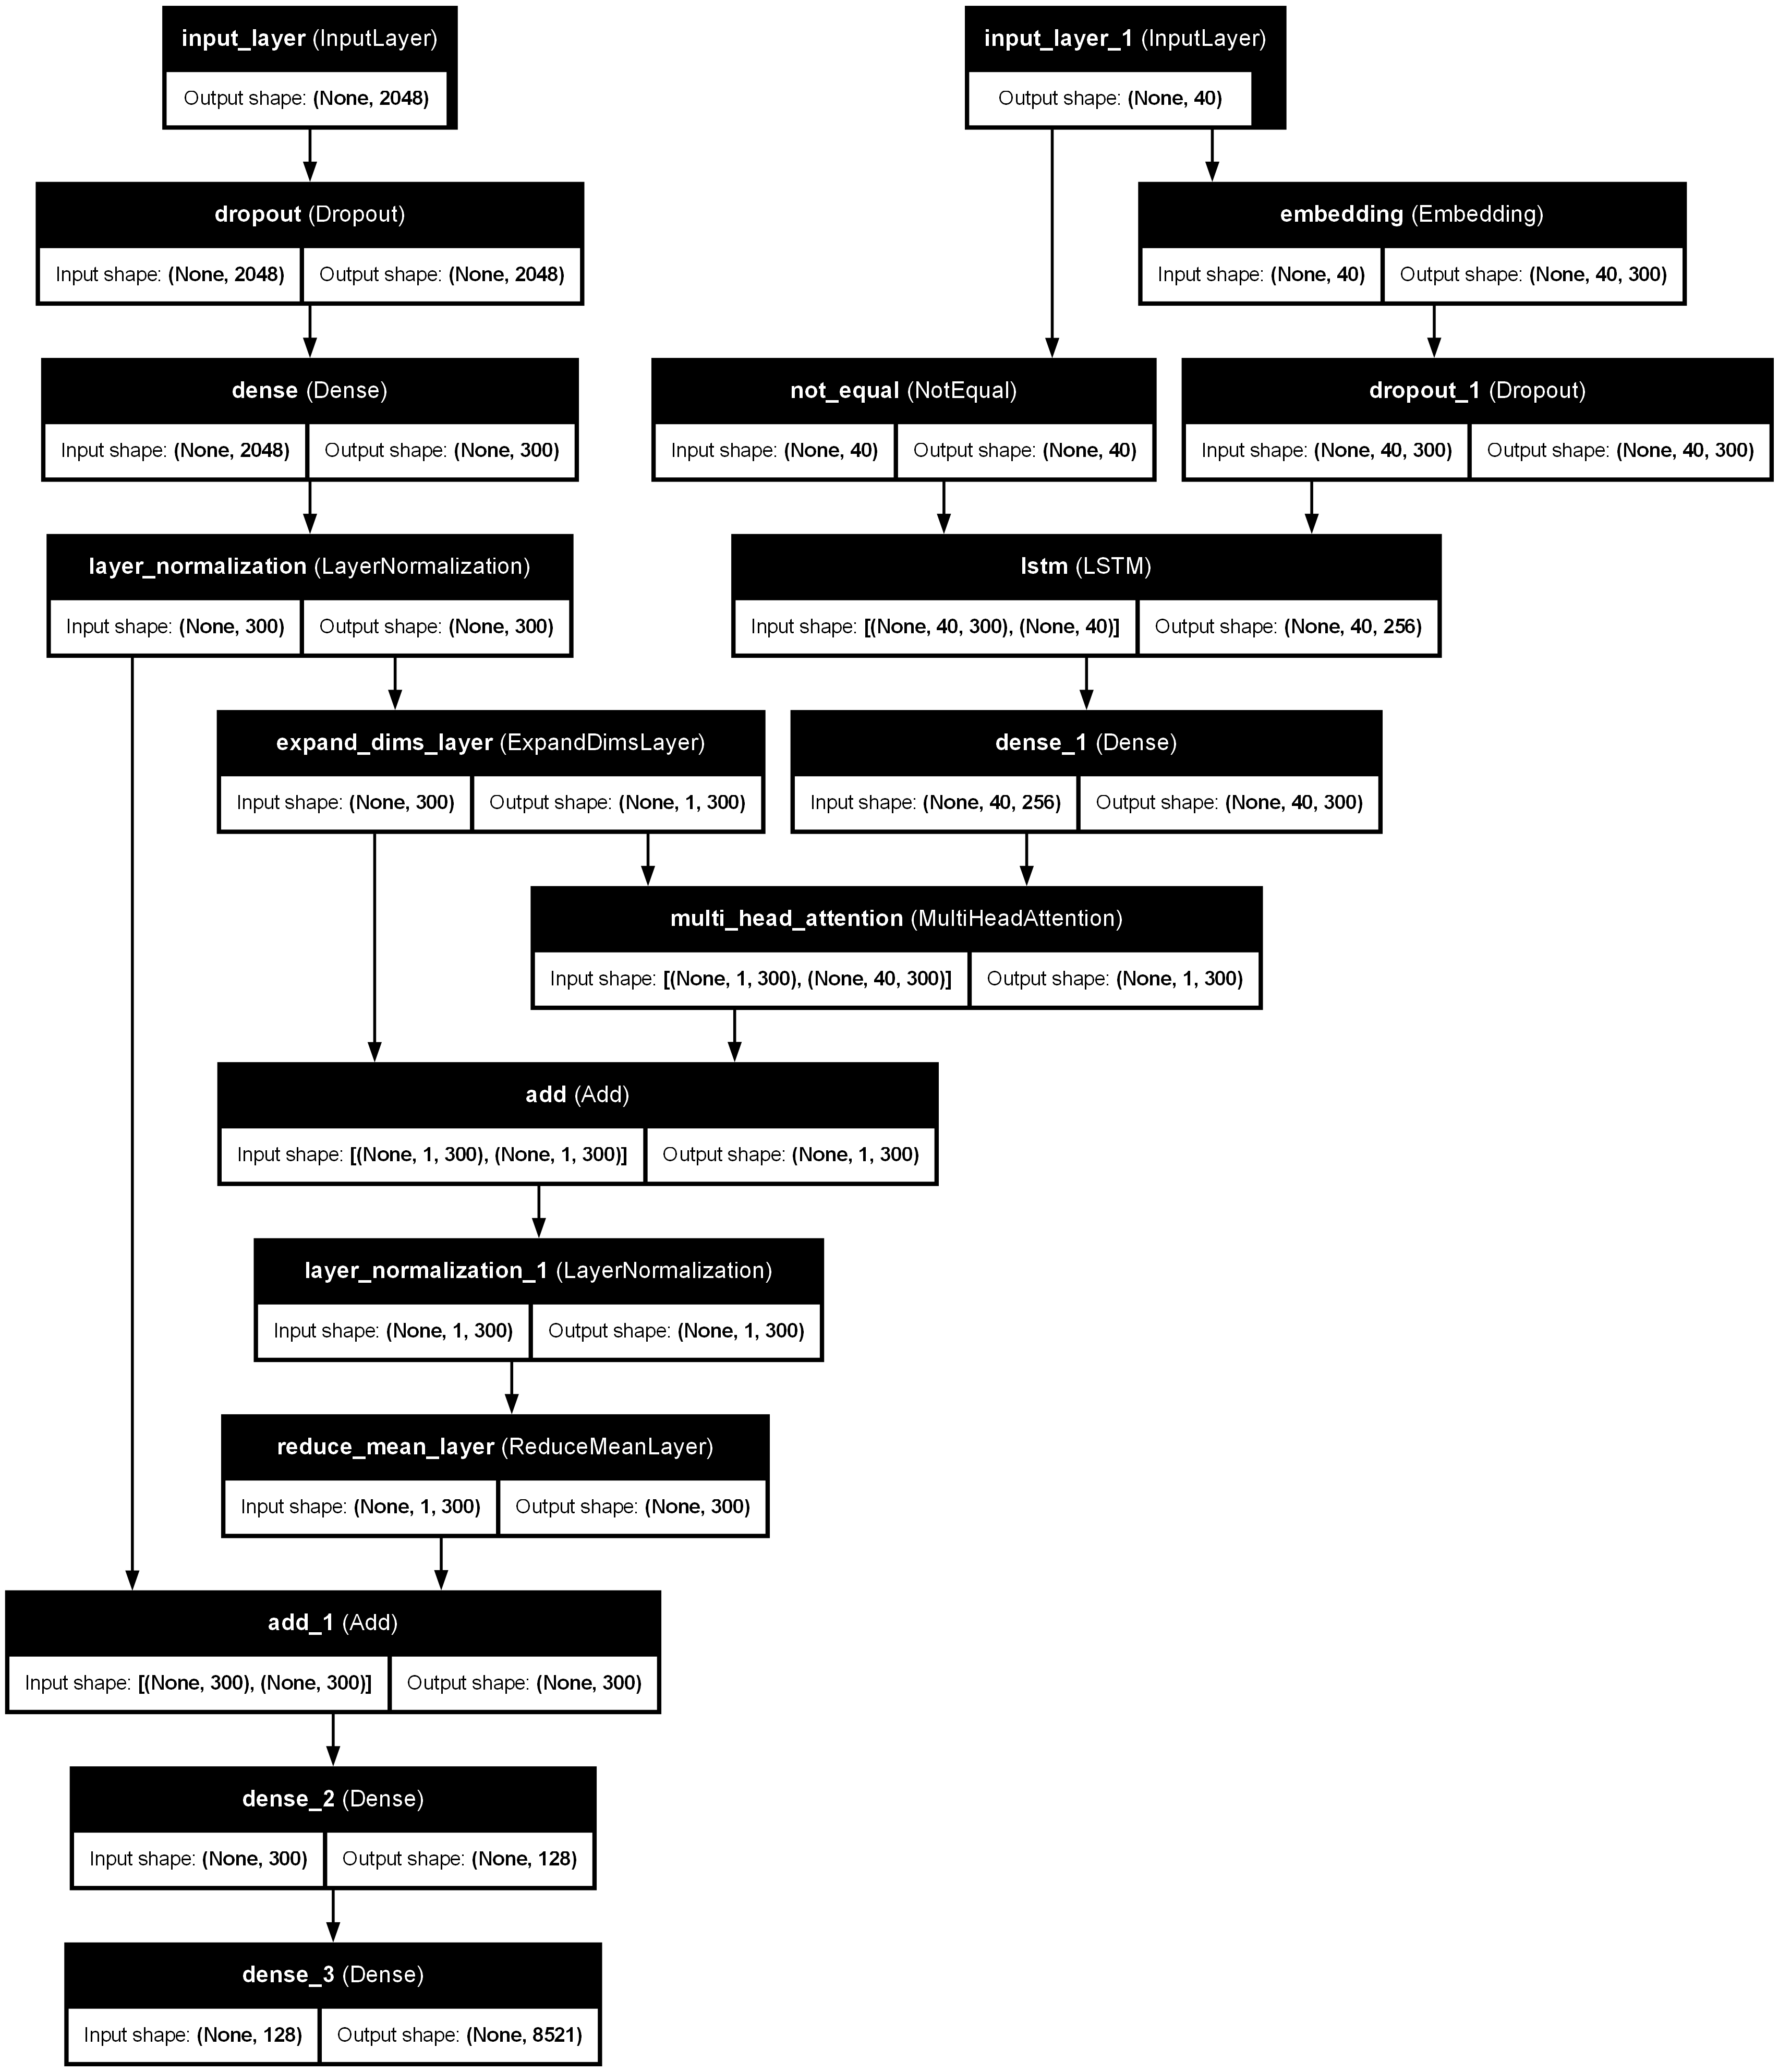 input_layer (InputLayer)
Output shape: (None, 2048)
input_layer_1 (InputLayer)
Output shape: (None, 40)
dropout (Dropout)
Input shape: (None, 2048) Output shape: (None, 2048)
embedding (Embedding)
Input shape: (None, 40) Output shape: (None, 40, 300)
dense (Dense)
Input shape: (None, 2048) Output shape: (None, 300)
not_equal (NotEqual)
Input shape: (None, 40) Output shape: (None, 40)
dropout_1 (Dropout)
Input shape: (None, 40, 300) Output shape: (None, 40, 300)
layer_normalization (LayerNormalization)
Input shape: (None, 300) Output shape: (None, 300)
lstm (LSTM)
Input shape: [(None, 40, 300), (None, 40)] Output shape: (None, 40, 256)
expand_dims_layer (ExpandDimsLayer)
Input shape: (None, 300) Output shape: (None, 1, 300)
dense_1 (Dense)
Input shape: (None, 40, 256) Output shape: (None, 40, 300)
multi_head_attention (MultiHeadAttention)
Input shape: [(None, 1, 300), (None, 40, 300)] Output shape: (None, 1, 300)
add (Add)
Input shape: [(None, 1, 300), (None, 1, 300)] Output shape: (None, 1, 300)
layer_normalization_1 (LayerNormalization)
Input shape: (None, 1, 300) Output shape: (None, 1, 300)
reduce_mean_layer (ReduceMeanLayer)
Input shape: (None, 1, 300) Output shape: (None, 300)
add_1 (Add)
Input shape: [(None, 300), (None, 300)] Output shape: (None, 300)
dense_2 (Dense)
Input shape: (None, 300) Output shape: (None, 128)
dense_3 (Dense)
Input shape: (None, 128) Output shape: (None, 8521)